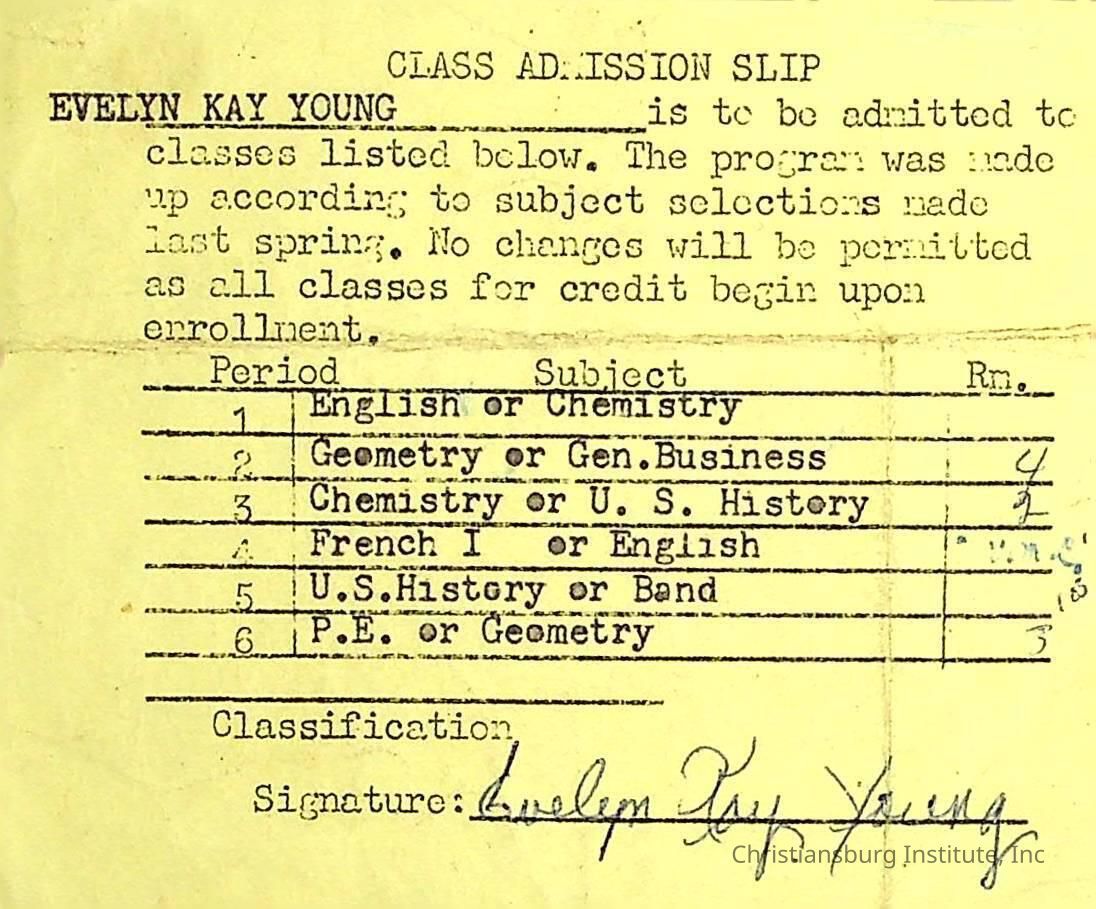 CLASS ADMISSION SLIP
EVELYN KAY YOUNG is to be admitted to
classes listed below. The program was made
up according to subject selections made
last spring. No changes will be permitted
as all classes for credit begin upon
enrollment.
Period Subject Rm.
1 English or Chemistry
2 Geometry or Gen.Business 4
3 Chemistry or U. S. History 2
4 French I or English
5 U.S.History or Band
6 P.E. or Geometry 3
Classification
Signature: Evelyn Kay Young
Christiansburg Institute, Inc